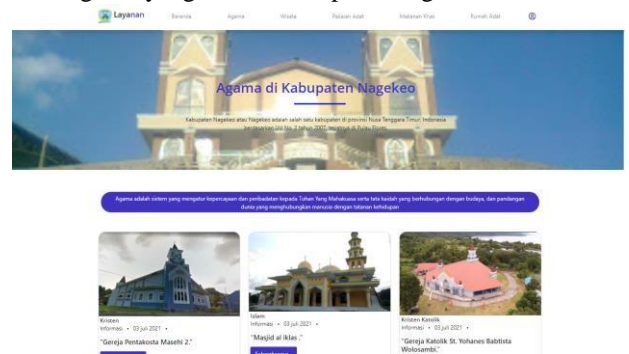 Layanan Beranda Agama Wisata Pakaian Adat Makanan Khas Rumah Adat
Agama di Kabupaten Nagekeo
Kabupaten Nagekeo atau Nagekeo adalah salah satu kabupaten di provinsi Nusa Tenggara Timur, Indonesia
berdasarkan UU No. 2 tahun 2007, terletak di Pulau Flores.
Agama adalah sistem yang mengatur kepercayaan dan peribadatan kepada Tuhan Yang Mahakuasa serta tata kaidah yang berhubungan dengan budaya, dan pandangan
dunia yang menghubungkan manusia dengan tatanan kehidupan
Kristen
Informasi • 03 juli 2021 •
"Gereja Pentakosta Masehi 2."
Islam
Informasi • 03 juli 2021 •
"Masjid al Iklas ."
Kristen Katolik
Informasi • 03 juli 2021 •
"Gereja Katolik St. Yohanes Babtista
Wolosambi."